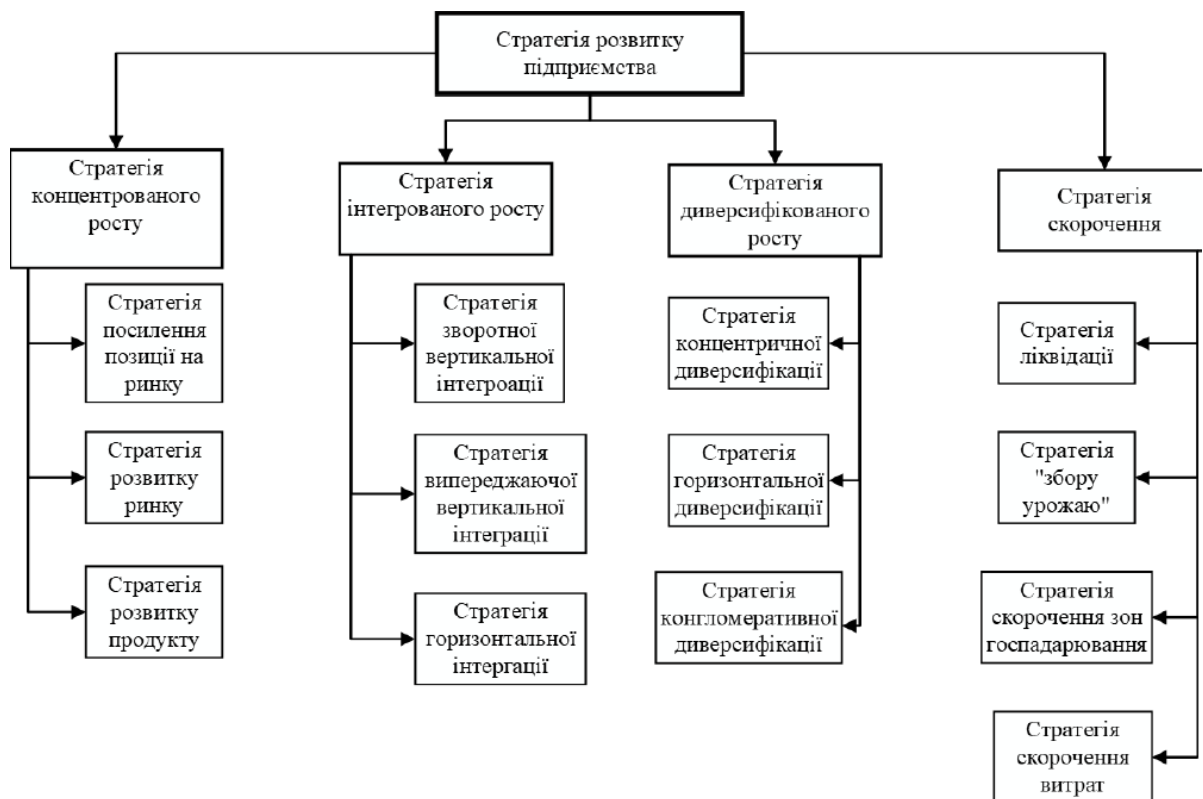 Стратегія розвитку
підприємства
Стратегія
концентрованого
росту
Стратегія
інтегрованого росту
Стратегія
диверсифікованого
росту
Стратегія
скорочення
Стратегія
посилення
позиції на
ринку
Стратегія
розвитку
ринку
Стратегія
розвитку
продукту
Стратегія
зворотної
вертикальної
інтегроації
Стратегія
випереджаючої
вертикальної
інтеграції
Стратегія
горизонтальної
інтергації
Стратегія
концентричної
диверсифікації
Стратегія
горизонтальної
диверсифікації
Стратегія
конгломеративної
диверсифікації
Стратегія
ліквідації
Стратегія
"збору
урожаю"
Стратегія
скорочення зон
госпадарювання
Стратегія
скорочення
витрат